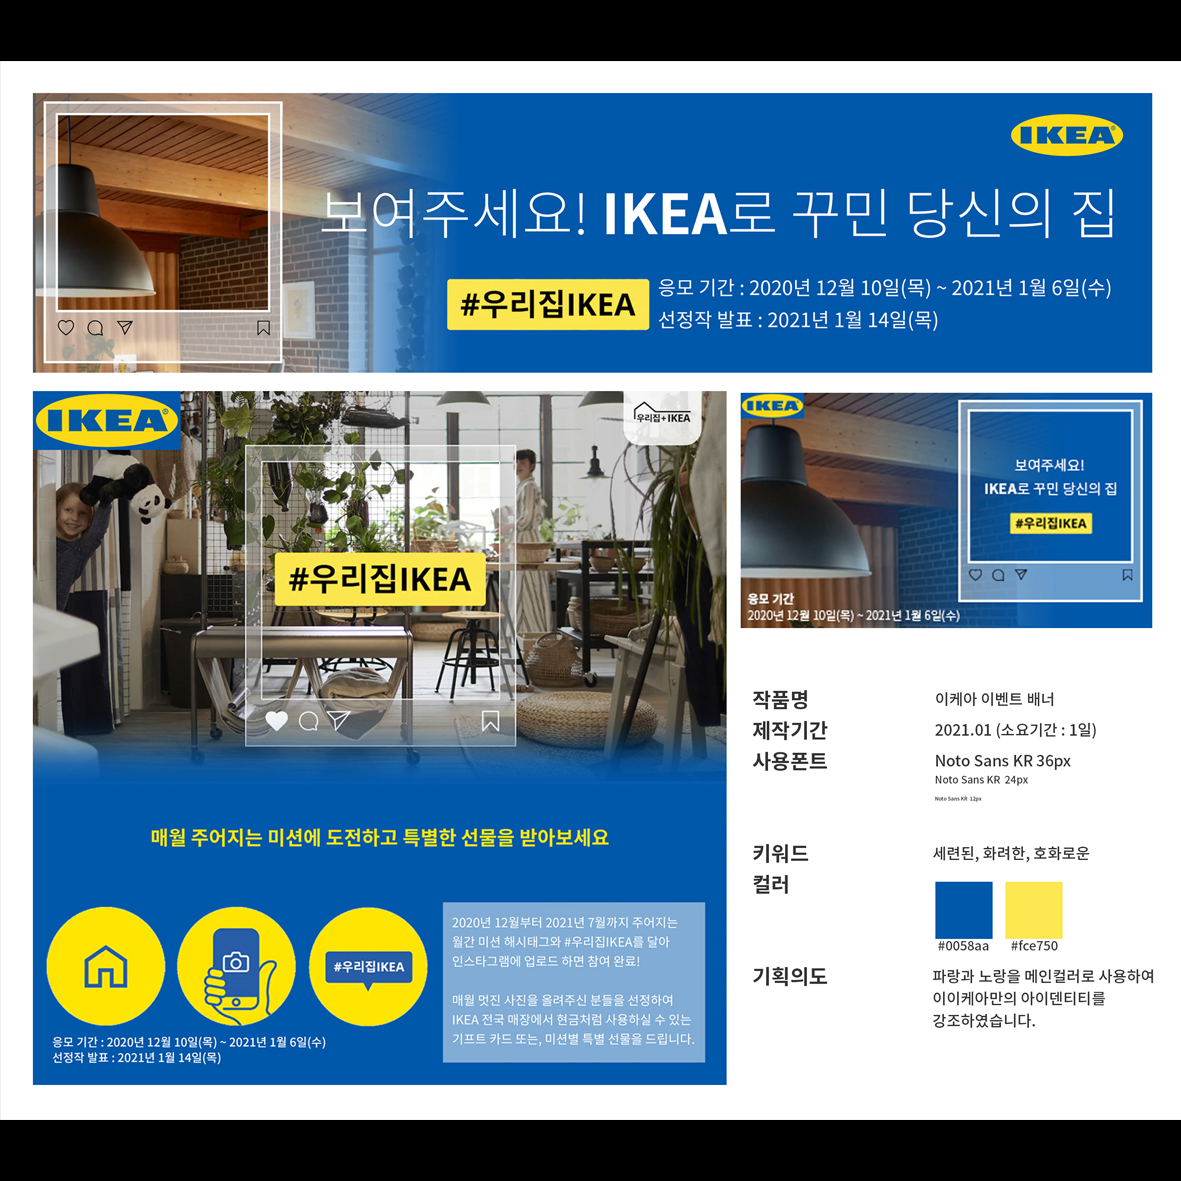 IKEA
보여주세요! IKEA로 꾸민 당신의 집
#우리집IKEA
응모 기간 : 2020년 12월 10일(목) ~ 2021년 1월 6일(수)
선정작 발표 : 2021년 1월 14일(목)
IKEA
우리집+IKEA
#우리집IKEA
매월 주어지는 미션에 도전하고 특별한 선물을 받아보세요
#우리집IKEA
응모 기간 : 2020년 12월 10일(목) ~ 2021년 1월 6일(수)
선정작 발표 : 2021년 1월 14일(목)
2020년 12월부터 2021년 7월까지 주어지는
월간 미션 해시태그와 #우리집IKEA를 달아
인스타그램에 업로드 하면 참여 완료!
매월 멋진 사진을 올려주신 분들을 선정하여
IKEA 전국 매장에서 현금처럼 사용하실 수 있는
기프트 카드 또는, 미션별 특별 선물을 드립니다.
IKEA
보여주세요!
IKEA로 꾸민 당신의 집
#우리집IKEA
응모 기간
2020년 12월 10일(목) ~ 2021년 1월 6일(수)
작품명 이케아 이벤트 배너
제작기간 2021.01 (소요기간 : 1일)
사용폰트 Noto Sans KR 36px
Noto Sans KR 24px
Noto Sans KR 12px
키워드 세련된, 화려한, 호화로운
컬러
#0058aa #fce750
기획의도 파랑과 노랑을 메인컬러로 사용하여
이이케아만의 아이덴티티를
강조하였습니다.